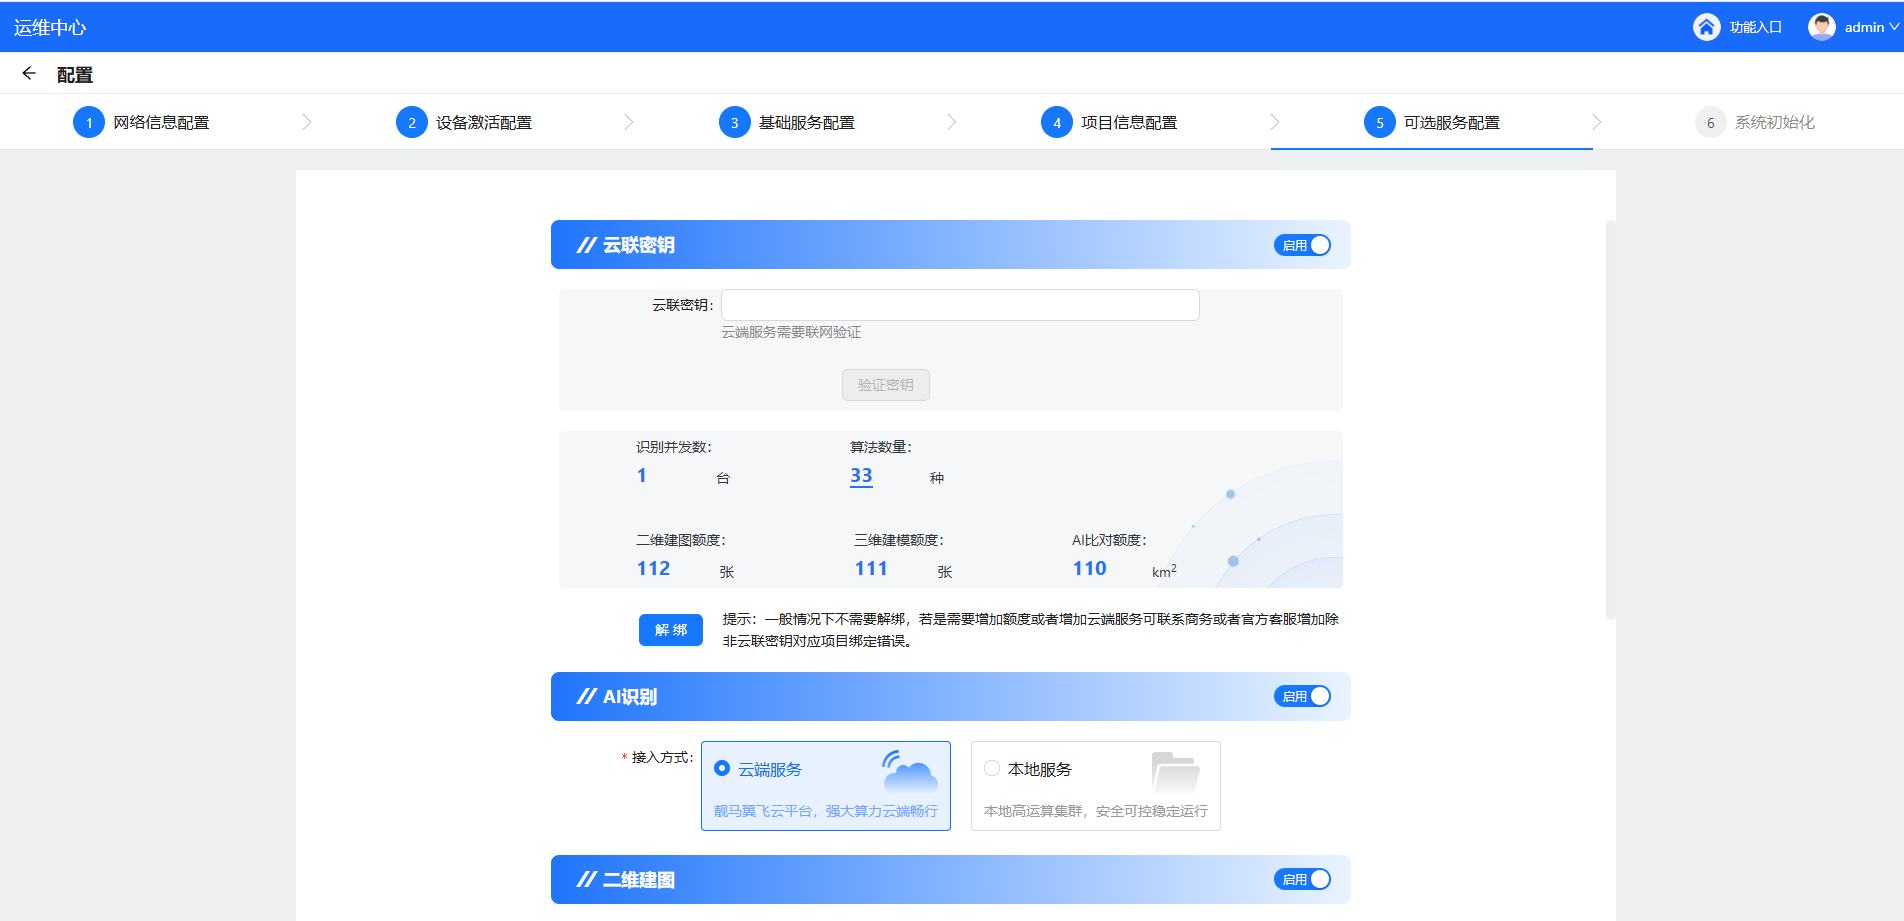 运维中心
功能入口
admin
配置
1 网络信息配置
2 设备激活配置
3 基础服务配置
4 项目信息配置
5 可选服务配置
6 系统初始化
云联密钥
启用
云联密钥：
云端服务需要联网验证
验证密钥
识别并发数： 算法数量：
1 台 33 种
二维建图额度： 三维建模额度： AI比对额度：
112 张 111 张 110 km²
解 绑
提示：一般情况下不需要解绑，若是需要增加额度或者增加云端服务可联系商务或者官方客服增加除
非云联密钥对应项目绑定错误。
AI识别
启用
* 接入方式：
云端服务
靓马翼飞云平台，强大算力云端畅行
本地服务
本地高运算集群，安全可控稳定运行
二维建图
启用